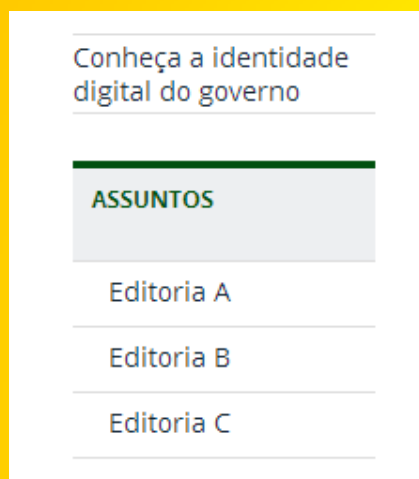 Conheça a identidade
digital do governo
ASSUNTOS
Editoria A
Editoria B
Editoria C